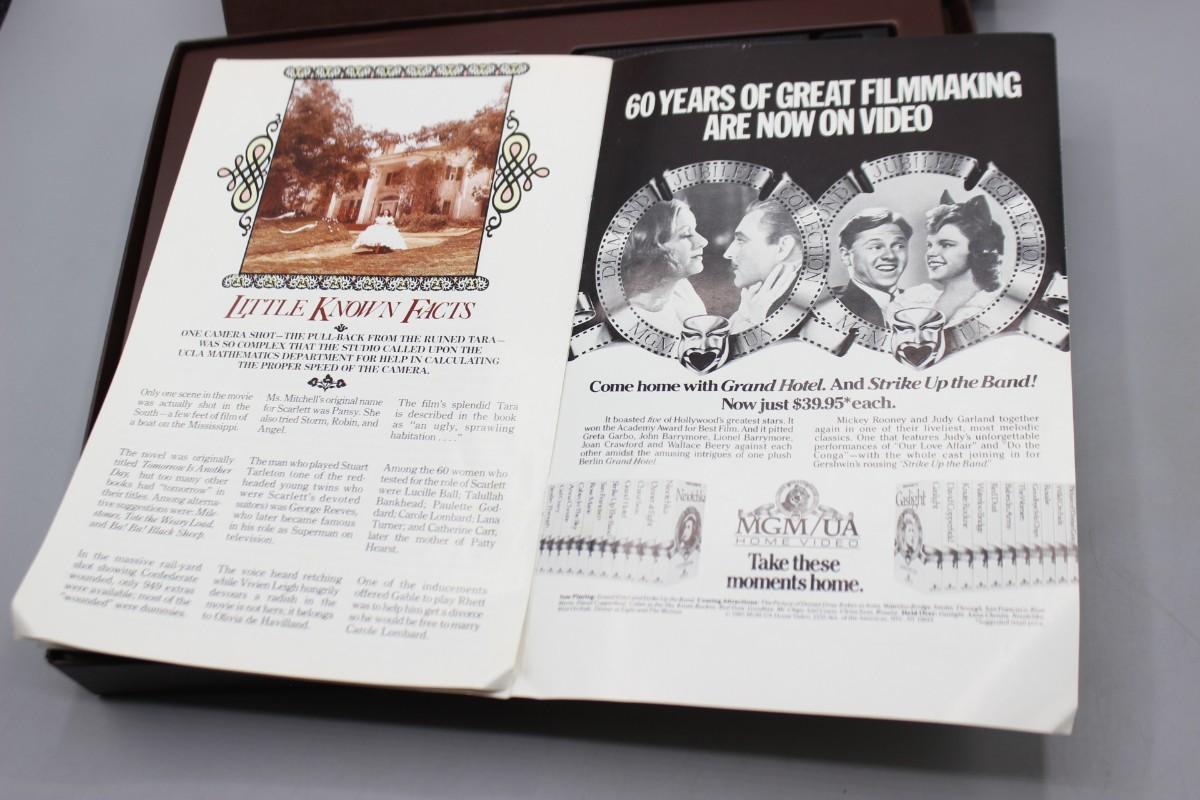 LITTLE KNOWN FACTS
ONE CAMERA SHOT—THE PULL-BACK FROM THE RUINED TARA—
WAS SO COMPLEX THAT THE STUDIO CALLED UPON THE
UCLA MATHEMATICS DEPARTMENT FOR HELP IN CALCULATING
THE PROPER SPEED OF THE CAMERA.
Only one scene in the movie
was actually shot in the
South—a few feet of film of
a boat on the Mississippi.
Ms. Mitchell's original name
for Scarlett was Pansy. She
also tried Storm, Robin, and
Angel.
The film's splendid Tara
is described in the book
as "an ugly, sprawling
habitation . . . ."
The novel was originally
titled Tomorrow Is Another
Day, but too many other
books had "tomorrow" in
their titles. Among alterna-
tive suggestions were: Mile-
stones, Tote the Weary Load,
and Ba! Ba! Black Sheep.
The man who played Stuart
Tarleton (one of the red-
headed young twins who
were Scarlett's devoted
suitors) was George Reeves,
who later became famous
in his role as Superman on
television.
Among the 60 women who
tested for the role of Scarlett
were Lucille Ball; Talullah
Bankhead; Paulette God-
dard; Carole Lombard; Lana
Turner; and Catherine Carr,
later the mother of Patty
Hearst.
In the massive rail-yard
shot showing Confederate
wounded, only 949 extras
were available; most of the
"wounded" were dummies.
The voice heard retching
while Vivien Leigh hungrily
devours a radish in the
movie is not hers; it belongs
to Olivia de Havilland.
One of the inducements
offered Gable to play Rhett
was to help him get a divorce
so he would be free to marry
Carole Lombard.
60 YEARS OF GREAT FILMMAKING
ARE NOW ON VIDEO
DIAMOND JUBILEE COLLECTION
MGM/UA
JUBILEE COLLECTION
MGM/UA
Come home with Grand Hotel. And Strike Up the Band!
Now just $39.95* each.
It boasted five of Hollywood's greatest stars. It
won the Academy Award for Best Film. And it pitted
Greta Garbo, John Barrymore, Lionel Barrymore,
Joan Crawford and Wallace Beery against each
other amidst the amusing intrigues of one plush
Berlin Grand Hotel
Mickey Rooney and Judy Garland together
again in one of their liveliest, most melodic
classics. One that features Judy's unforgettable
performances of "Our Love Affair" and "Do the
Conga"—with the whole cast joining in for
Gershwin's rousing "Strike Up the Band!"
Ninotchka
Gaslight
MGM/UA
HOME VIDEO
Take these
moments home.